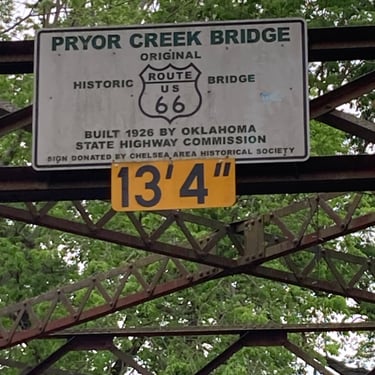 PRYOR CREEK BRIDGE
ORIGINAL
HISTORIC ROUTE BRIDGE
US
66
BUILT 1926 BY OKLAHOMA
STATE HIGHWAY COMMISSION
SIGN DONATED BY CHELSEA AREA HISTORICAL SOCIETY
13'4"